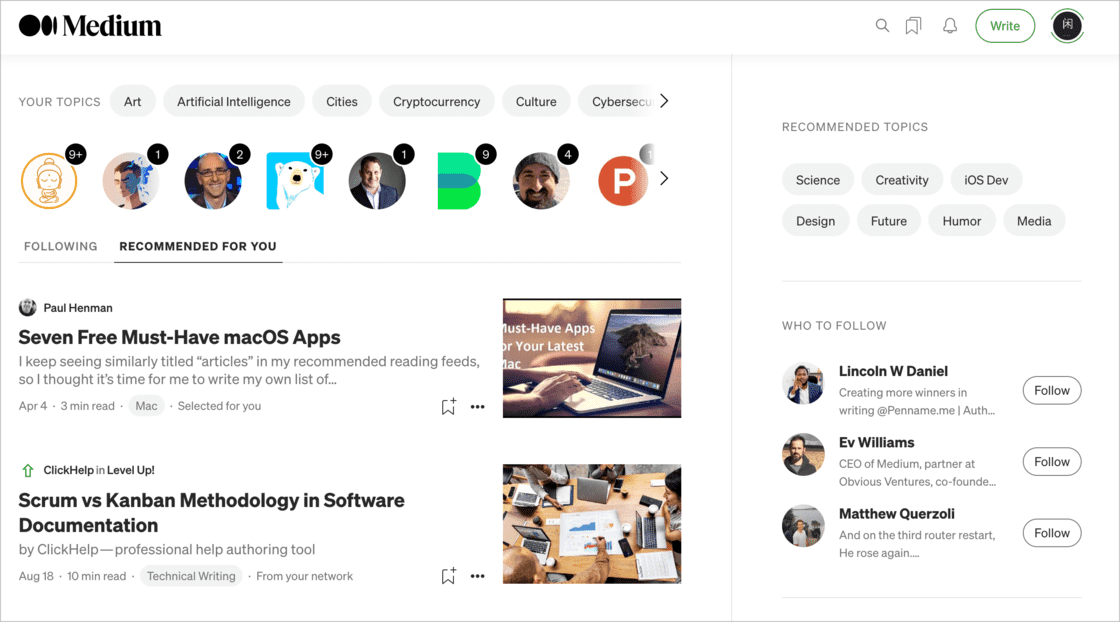 Medium
Write
闲
YOUR TOPICS
Art
Artificial Intelligence
Cities
Cryptocurrency
Culture
Cybersecu
9+
1
2
9+
1
9
4
1
P
FOLLOWING
RECOMMENDED FOR YOU
Paul Henman
Seven Free Must-Have macOS Apps
I keep seeing similarly titled “articles” in my recommended reading feeds,
so I thought it’s time for me to write my own list of...
Apr 4 · 3 min read · Mac · Selected for you
Must-Have Apps
or Your Latest
Mac
ClickHelp in Level Up!
Scrum vs Kanban Methodology in Software
Documentation
by ClickHelp — professional help authoring tool
Aug 18 · 10 min read · Technical Writing · From your network
RECOMMENDED TOPICS
Science
Creativity
iOS Dev
Design
Future
Humor
Media
WHO TO FOLLOW
Lincoln W Daniel
Creating more winners in
writing @Penname.me | Auth...
Follow
Ev Williams
CEO of Medium, partner at
Obvious Ventures, co-founde...
Follow
Matthew Querzoli
And on the third router restart,
He rose again....
Follow